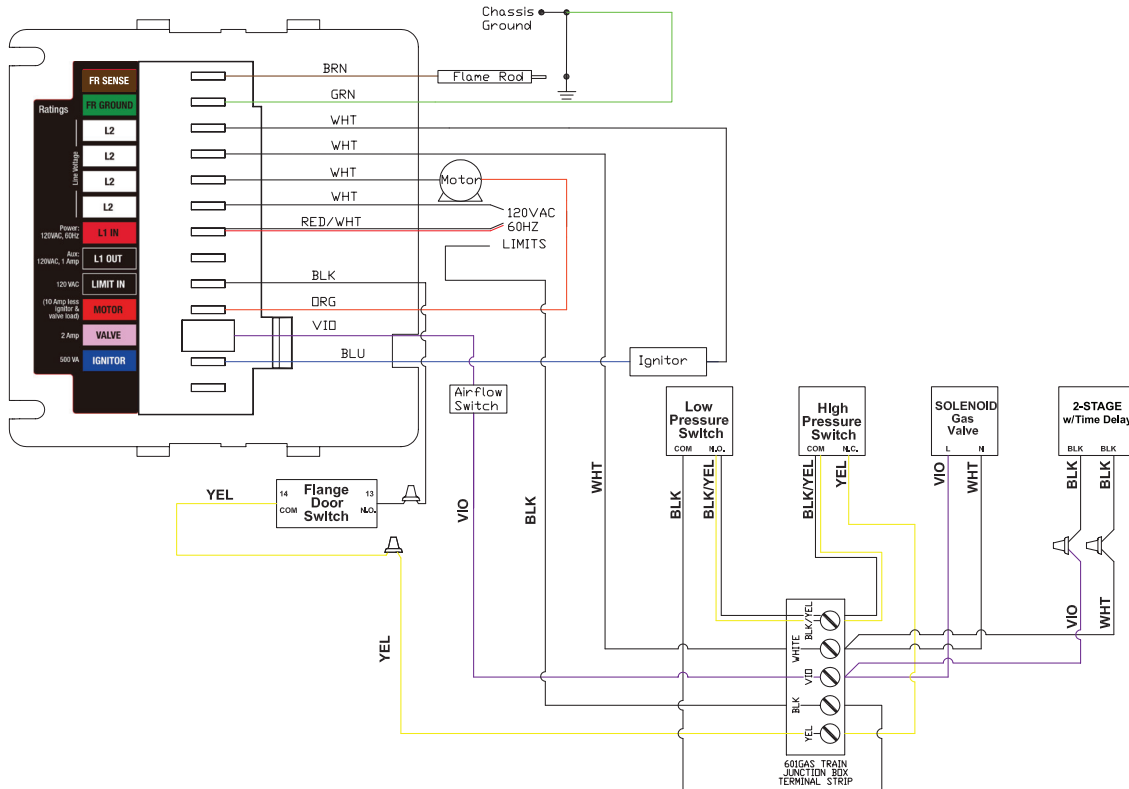 Chassis
Ground
BRN
Flame Rod
GRN
WHT
WHT
WHT
Motor
WHT
RED/WHT
120VAC
60HZ
LIMITS
BLK
ORG
VIO
BLU
Ignitor
Airflow
Switch
Ratings
Line Voltage
Power:
120VAC, 60Hz
Aux:
120VAC, 1 Amp
120 VAC
(10 Amp less
ignitor &
valve load)
2 Amp
500 VA
FR SENSE
FR GROUND
L2
L2
L2
L2
L1 IN
L1 OUT
LIMIT IN
MOTOR
VALVE
IGNITOR
Low
Pressure
Switch
COM N.O.
High
Pressure
Switch
COM N.C.
SOLENOID
Gas
Valve
L N
2-STAGE
w/Time Delay
BLK BLK
YEL
14 Flange 13
Door
COM Switch N.O.
VIO
BLK
WHT
BLK
BLK/YEL
BLK/YEL
YEL
VIO
WHT
BLK
BLK
VIO
WHT
YEL
BLK/YEL
WHITE
VIO
BLK
YEL
601GAS TRAIN
JUNCTION BOX
TERMINAL STRIP